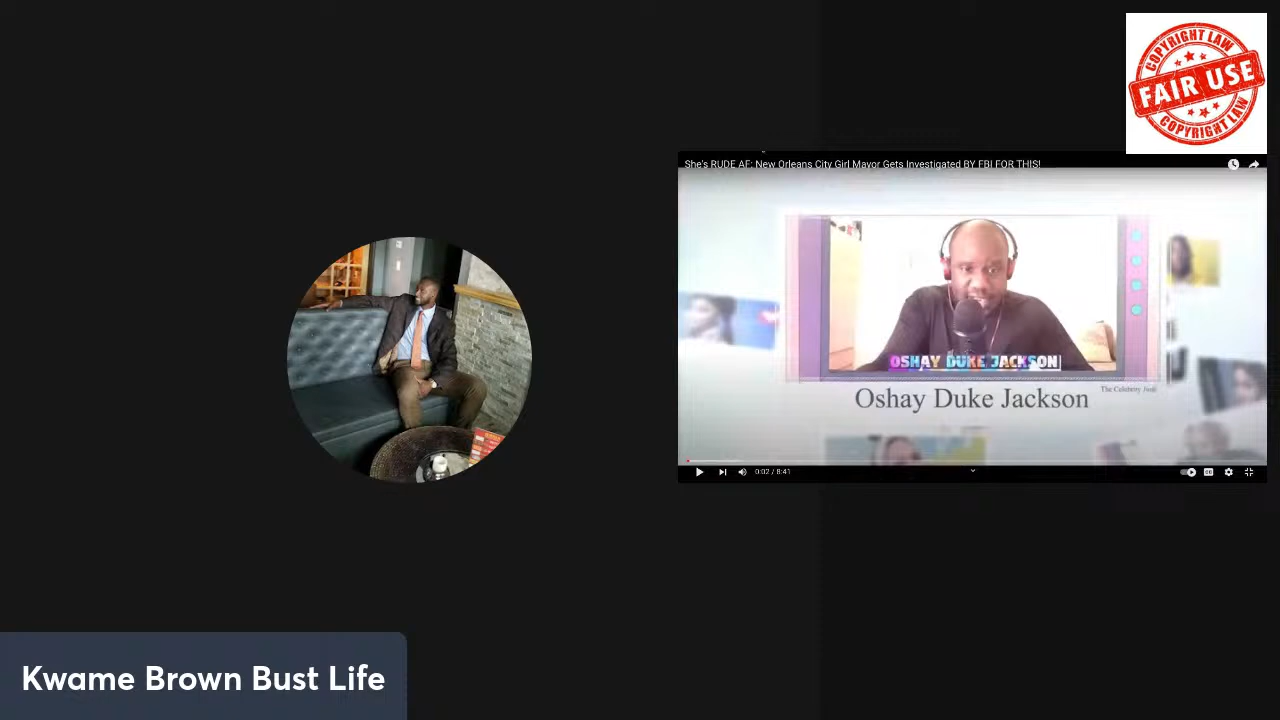 COPYRIGHT LAW
FAIR USE
COPYRIGHT LAW
She's RUDE AF: New Orleans City Girl Mayor Gets Investigated BY FBI FOR THIS!
OSHAY DUKE JACKSON
The Celebrity Junk
Oshay Duke Jackson
0:02 / 8:41
Kwame Brown Bust Life